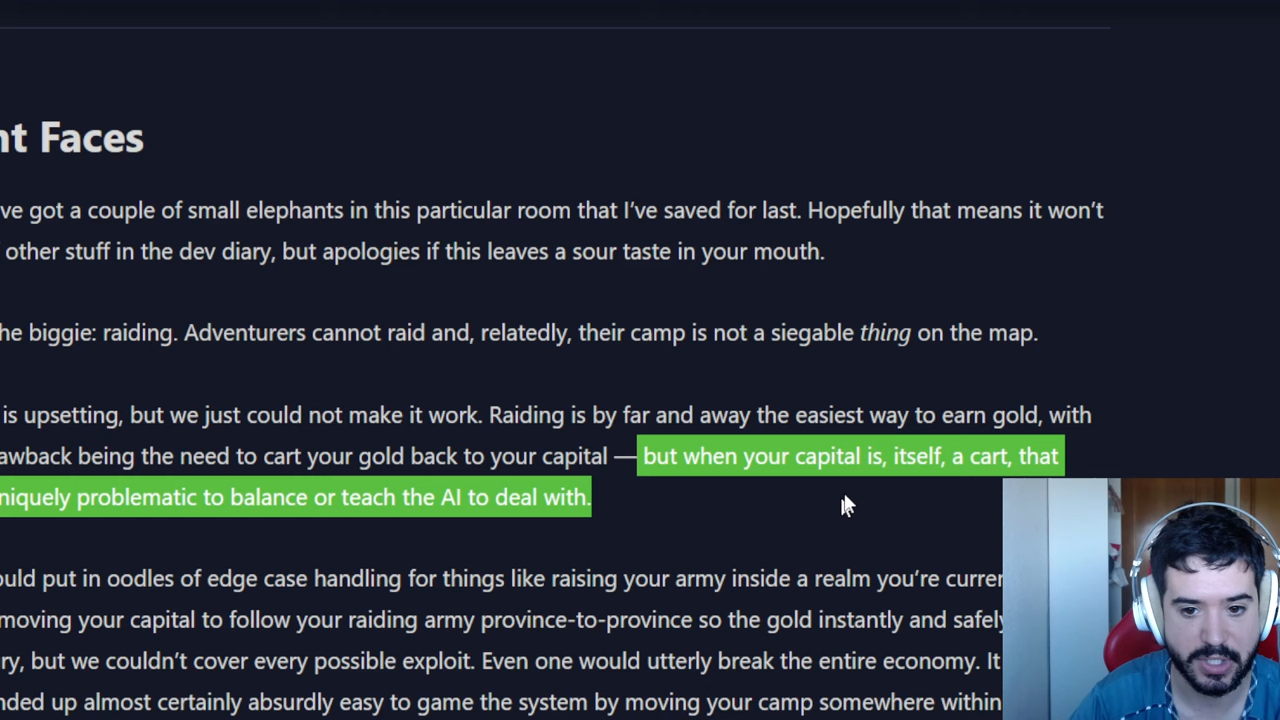 nt Faces
ve got a couple of small elephants in this particular room that I’ve saved for last. Hopefully that means it won’t
other stuff in the dev diary, but apologies if this leaves a sour taste in your mouth.
he biggie: raiding. Adventurers cannot raid and, relatedly, their camp is not a siegable thing on the map.
is upsetting, but we just could not make it work. Raiding is by far and away the easiest way to earn gold, with
awback being the need to cart your gold back to your capital — but when your capital is, itself, a cart, that
niquely problematic to balance or teach the AI to deal with.
ould put in oodles of edge case handling for things like raising your army inside a realm you’re curren
moving your capital to follow your raiding army province-to-province so the gold instantly and safely
ry, but we couldn’t cover every possible exploit. Even one would utterly break the entire economy. It
nded up almost certainly absurdly easy to game the system by moving your camp somewhere within